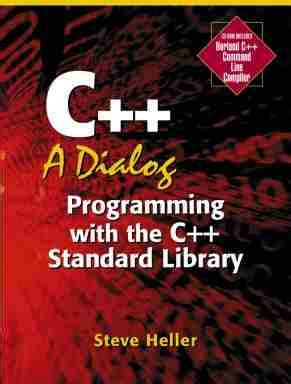 CD-ROM INCLUDES
Borland C++
Command
Line
Compiler
C++
A Dialog
Programming
with the C++
Standard Library
Steve Heller